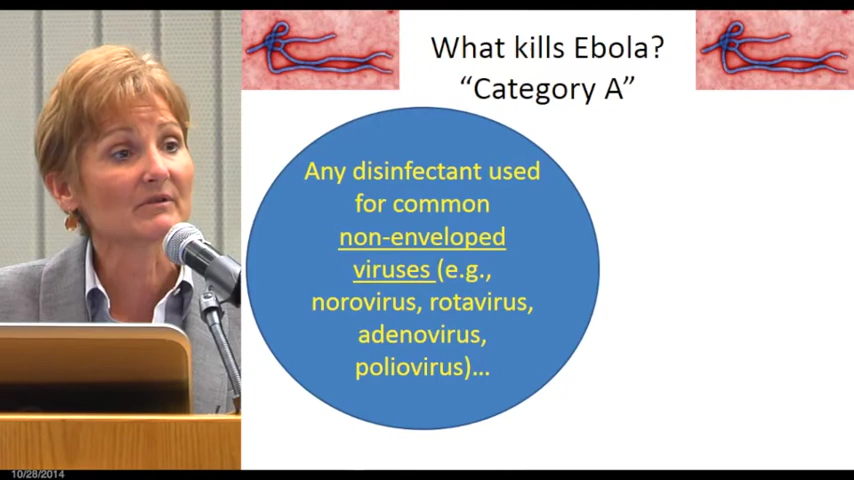 What kills Ebola?
“Category A”
Any disinfectant used
for common
non-enveloped
viruses (e.g.,
norovirus, rotavirus,
adenovirus,
poliovirus)...
10/28/2014